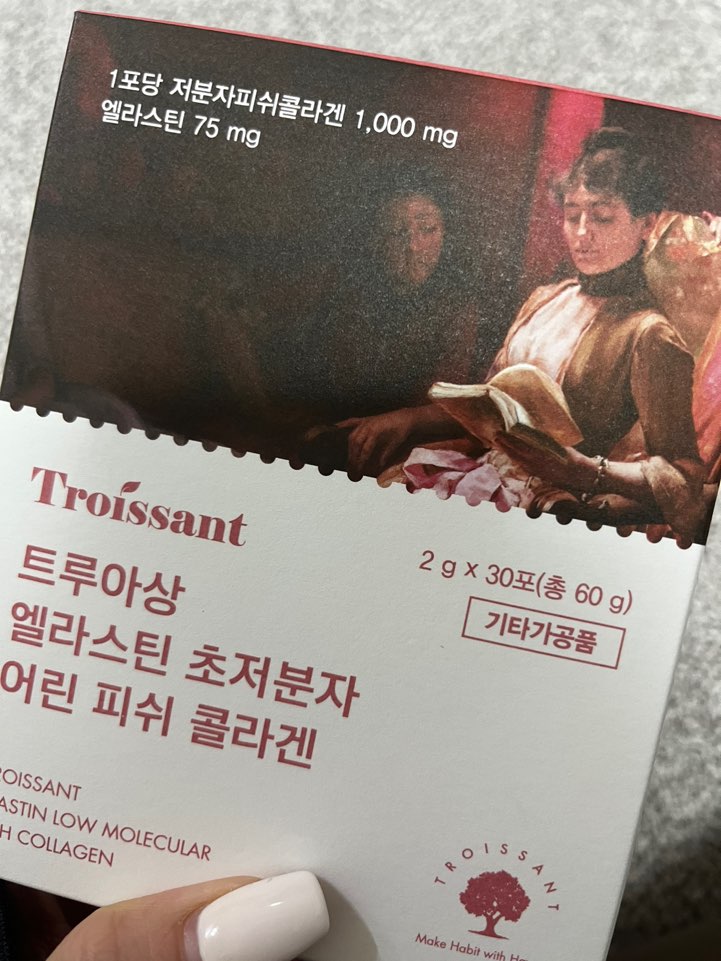 1포당 저분자피쉬콜라겐 1,000 mg
엘라스틴 75 mg
Troissant
2 g x 30포(총 60 g)
기타가공품
트루아상
엘라스틴 초저분자
어린 피쉬 콜라겐
ROISSANT
ASTIN LOW MOLECULAR
H COLLAGEN
TROISSANT
Make Habit with